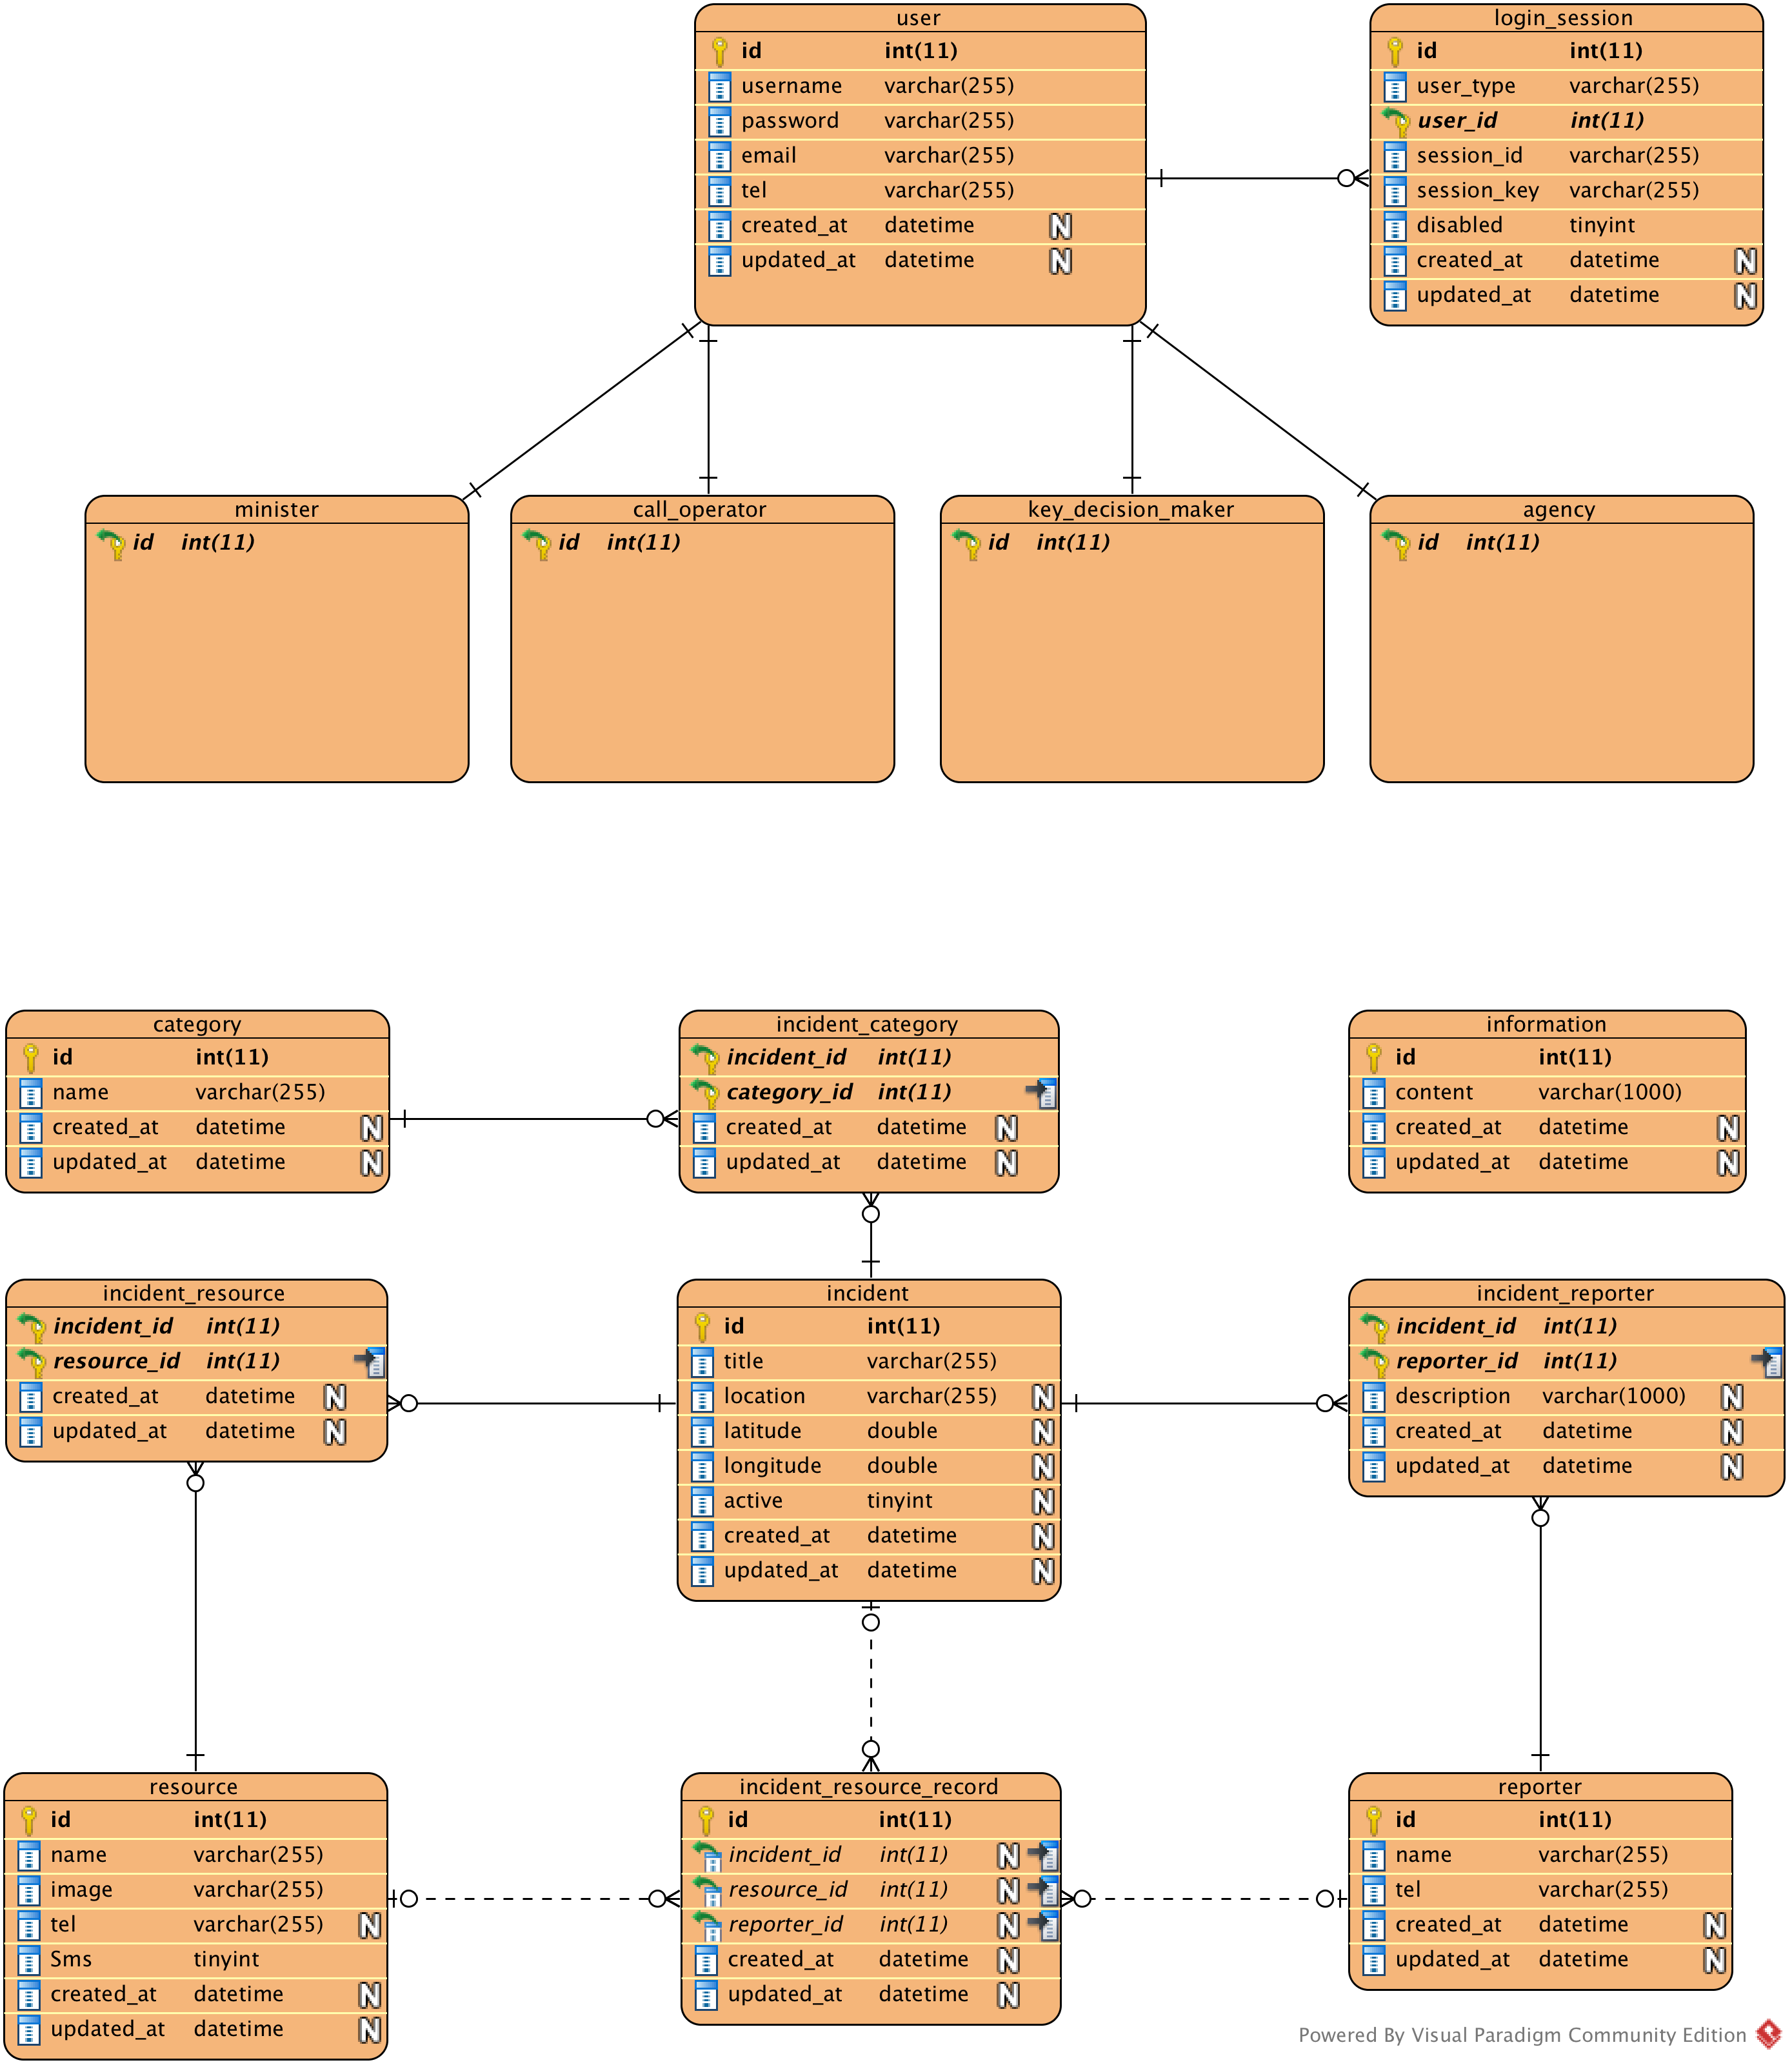 user
id int(11)
username varchar(255)
password varchar(255)
email varchar(255)
tel varchar(255)
created_at datetime N
updated_at datetime N
login_session
id int(11)
user_type varchar(255)
user_id int(11)
session_id varchar(255)
session_key varchar(255)
disabled tinyint
created_at datetime N
updated_at datetime N
minister
id int(11)
call_operator
id int(11)
key_decision_maker
id int(11)
agency
id int(11)
category
id int(11)
name varchar(255)
created_at datetime N
updated_at datetime N
incident_category
incident_id int(11)
category_id int(11)
created_at datetime N
updated_at datetime N
information
id int(11)
content varchar(1000)
created_at datetime N
updated_at datetime N
incident_resource
incident_id int(11)
resource_id int(11)
created_at datetime N
updated_at datetime N
incident
id int(11)
title varchar(255)
location varchar(255) N
latitude double N
longitude double N
active tinyint N
created_at datetime N
updated_at datetime N
incident_reporter
incident_id int(11)
reporter_id int(11)
description varchar(1000) N
created_at datetime N
updated_at datetime N
resource
id int(11)
name varchar(255)
image varchar(255)
tel varchar(255) N
Sms tinyint
created_at datetime N
updated_at datetime N
incident_resource_record
id int(11)
incident_id int(11) N
resource_id int(11) N
reporter_id int(11) N
created_at datetime N
updated_at datetime N
reporter
id int(11)
name varchar(255)
tel varchar(255)
created_at datetime N
updated_at datetime N
Powered By Visual Paradigm Community Edition